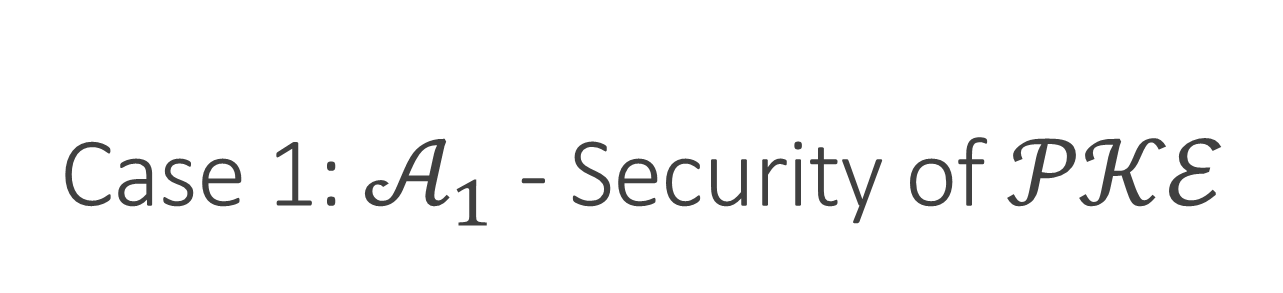 Case 1: 𝓐₁ - Security of 𝓟𝓚𝓔